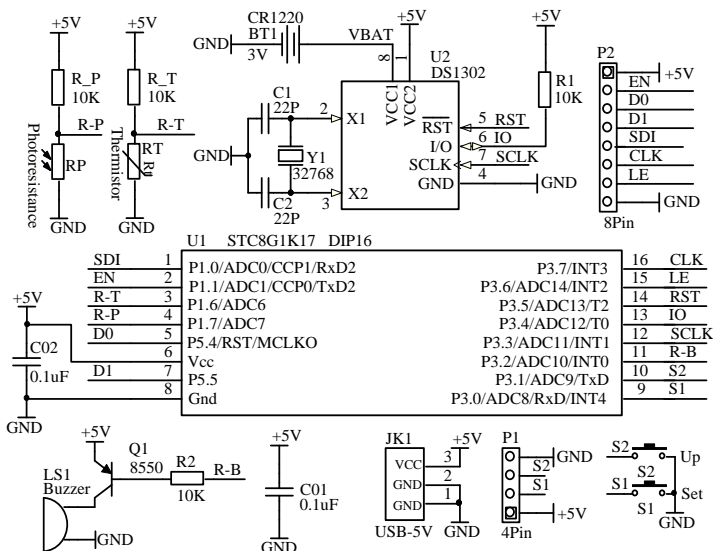 +5V
R_P
10K
R-P
Photoresistance
RP
GND
+5V
R_T
10K
R-T
Thermistor
RT
Rt
GND
CR1220
GND
BT1
3V
VBAT
+5V
8
1
U2
DS1302
VCC1
VCC2
C1
22P
2
X1
GND
Y1
32768
C2
22P
3
X2
RST
5
RST
I/O
6
IO
SCLK
7
SCLK
GND
4
GND
+5V
R1
10K
P2
+5V
EN
D0
D1
SDI
CLK
LE
GND
8Pin
U1 STC8G1K17 DIP16
SDI 1 P1.0/ADC0/CCP1/RxD2
EN 2 P1.1/ADC1/CCP0/TxD2
R-T 3 P1.6/ADC6
R-P 4 P1.7/ADC7
D0 5 P5.4/RST/MCLKO
6 Vcc
D1 7 P5.5
8 Gnd
P3.7/INT3 16 CLK
P3.6/ADC14/INT2 15 LE
P3.5/ADC13/T2 14 RST
P3.4/ADC12/T0 13 IO
P3.3/ADC11/INT1 12 SCLK
P3.2/ADC10/INT0 11 R-B
P3.1/ADC9/TxD 10 S2
P3.0/ADC8/RxD/INT4 9 S1
+5V
C02
0.1uF
GND
+5V
Q1
8550
R2
10K
R-B
LS1
Buzzer
GND
+5V
C01
0.1uF
GND
JK1
+5V
VCC 3
GND 2
GND 1
USB-5V
GND
P1
GND
S2
S1
+5V
4Pin
S2
Up
S2
S1
Set
S1
GND